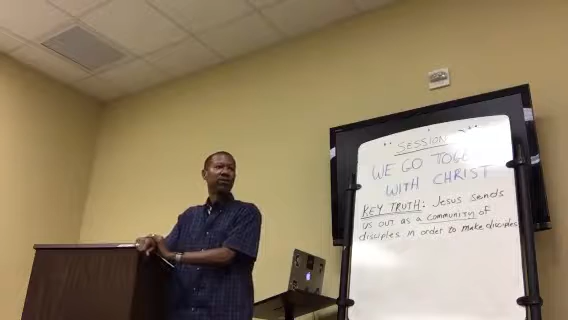 " SESSION "
WE GO TOGE
WITH CHRIST
KEY TRUTH: Jesus sends
us out as a community of
disciples in order to make disciples